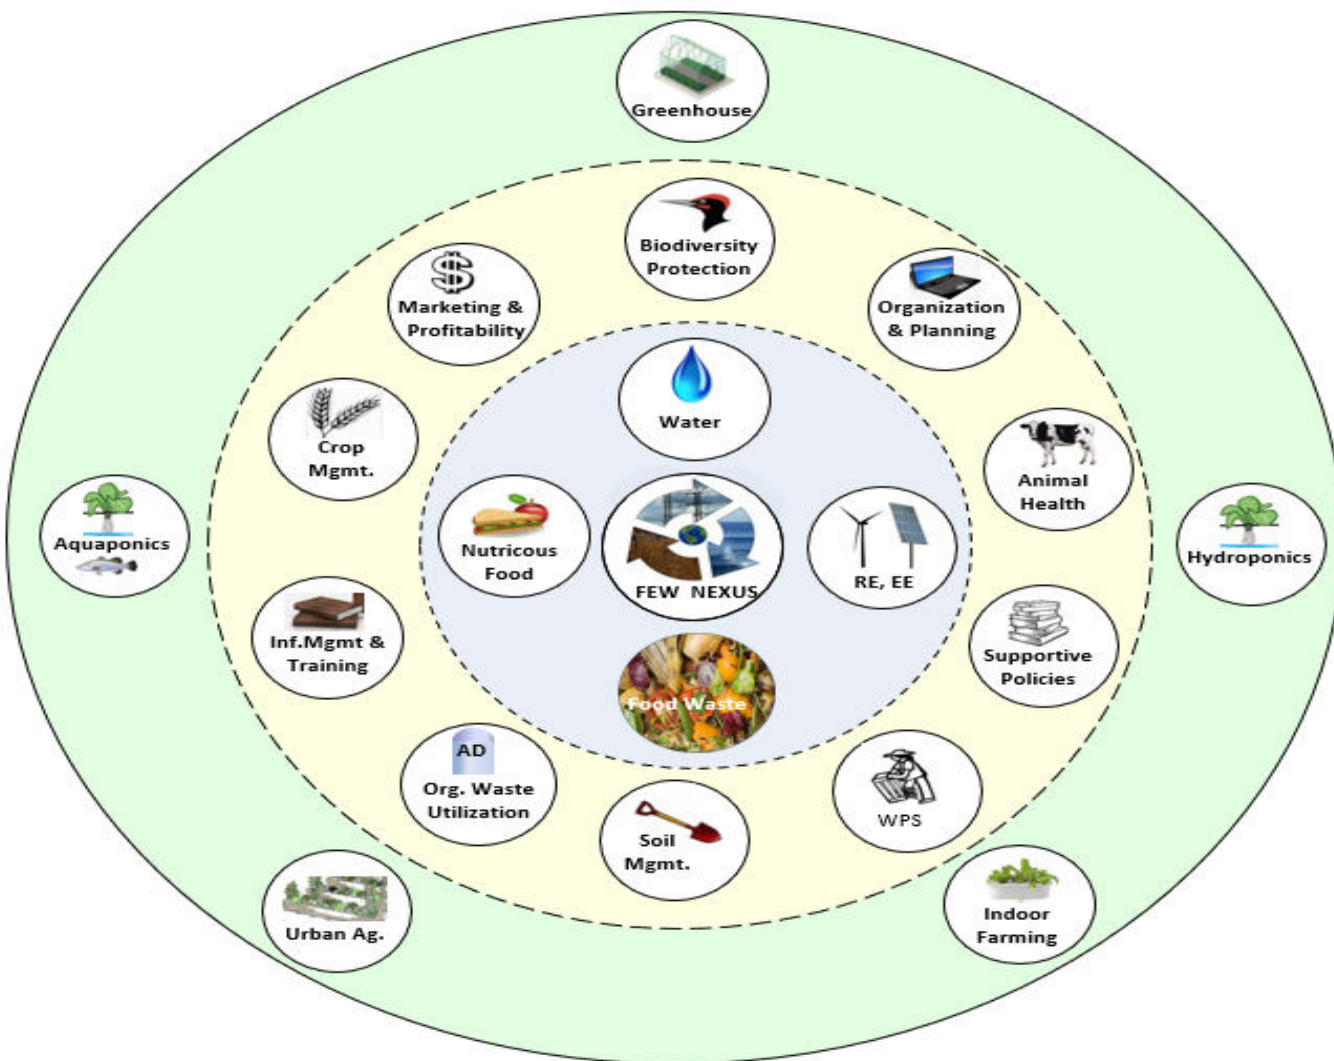 Greenhouse
Biodiversity
Protection
Marketing &
Profitability
Organization
& Planning
Water
Crop
Mgmt.
Animal
Health
Aquaponics
Nutricous
Food
FEW NEXUS
RE, EE
Hydroponics
Inf.Mgmt &
Training
Supportive
Policies
Food Waste
AD
Org. Waste
Utilization
Soil
Mgmt.
WPS
Urban Ag.
Indoor
Farming